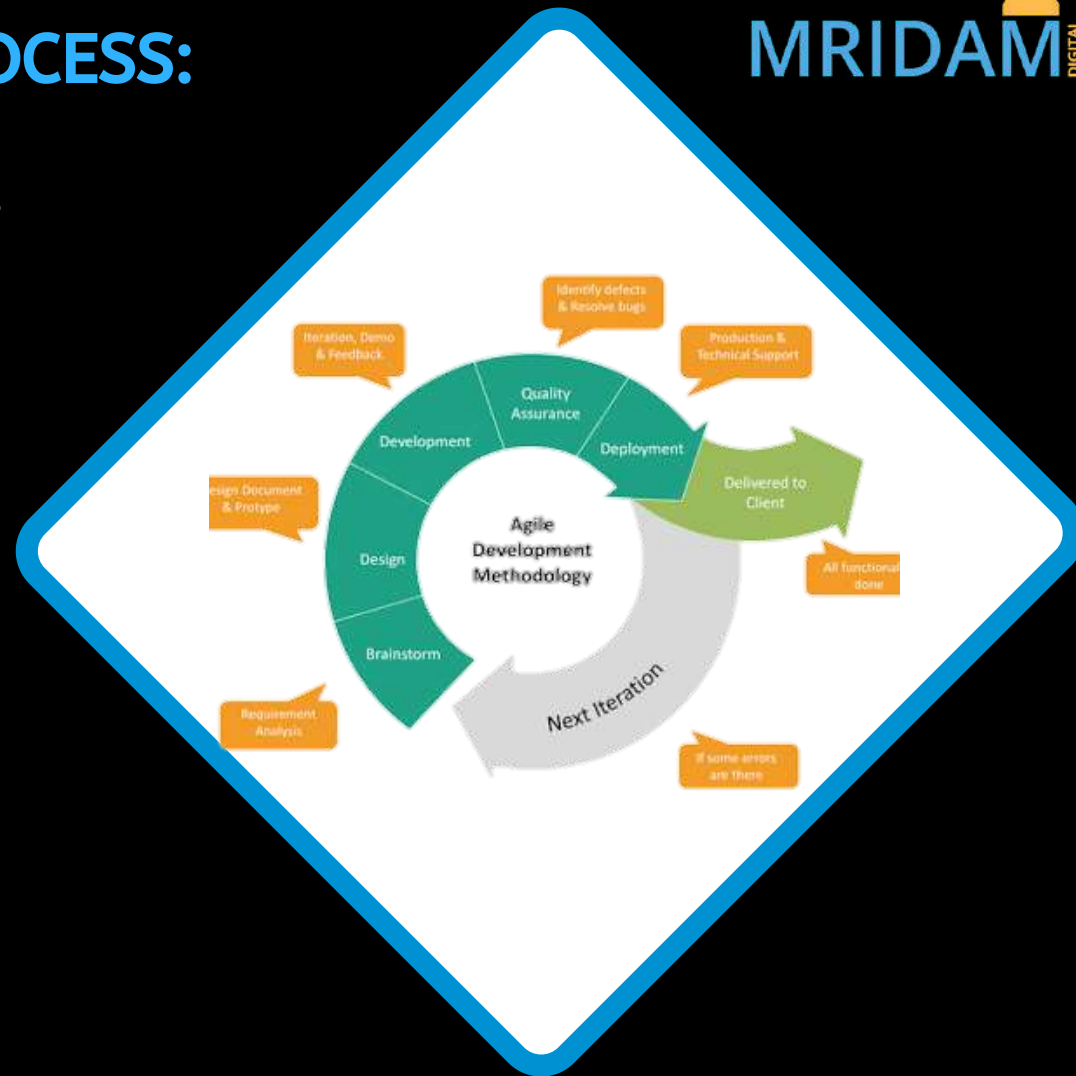 OCESS:
MRIDAM
DIGITAL
Identify defects
& Resolve bugs
Iteration, Demo
& Feedback
Production &
Technical Support
Quality
Assurance
Development
Deployment
esign Document
& Protype
Delivered to
Client
Agile
Development
Methodology
Design
All functional
done
Brainstorm
Next Iteration
Requirement
Analysis
If some errors
are there